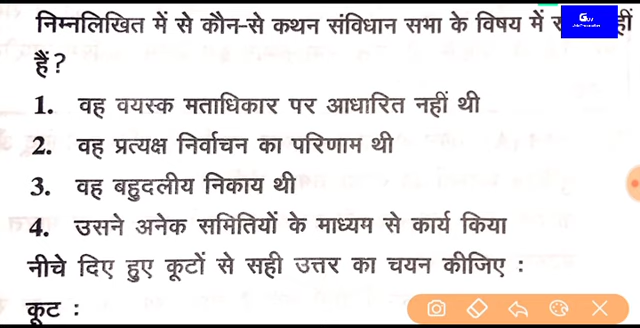 निम्नलिखित में से कौन-से कथन संविधान सभा के विषय में
हैं?
1. वह वयस्क मताधिकार पर आधारित नहीं थी
2. वह प्रत्यक्ष निर्वाचन का परिणाम थी
3. वह बहुदलीय निकाय थी
4. उसने अनेक समितियों के माध्यम से कार्य किया
नीचे दिए हुए कूटों से सही उत्तर का चयन कीजिए :
कूट :